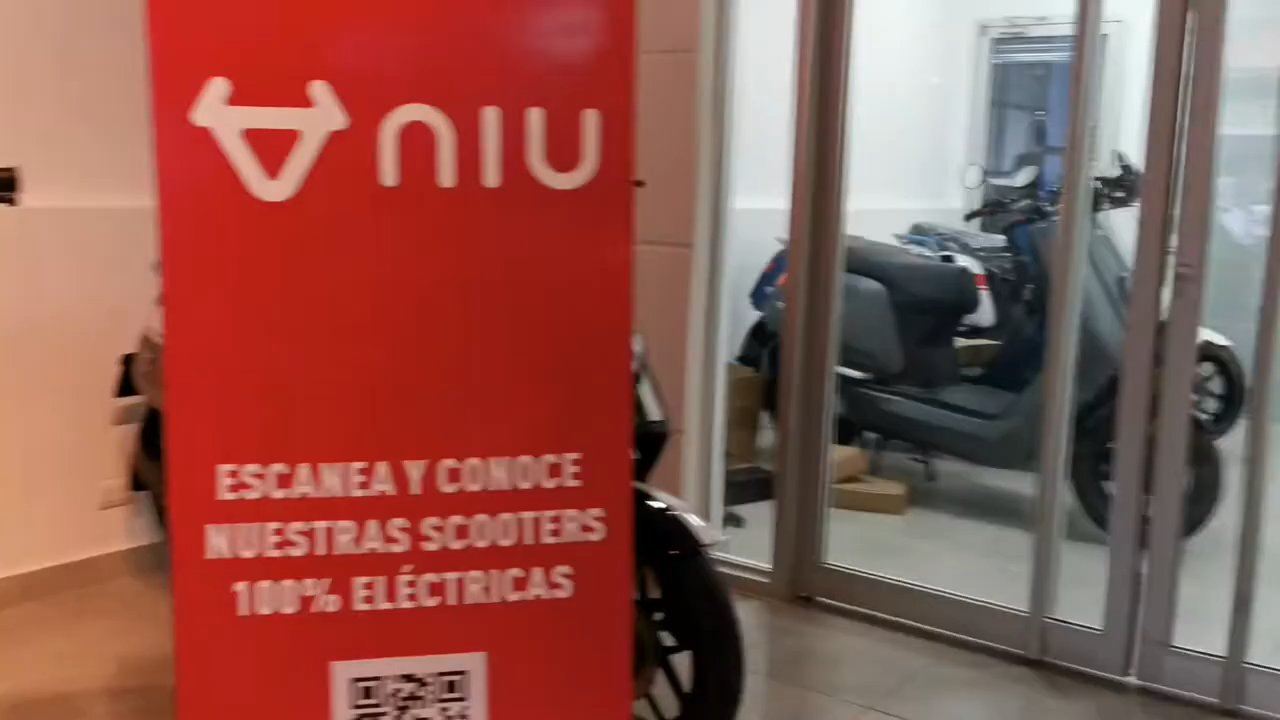 NIU
ESCANEA Y CONOCE
NUESTRAS SCOOTERS
100% ELÉCTRICAS